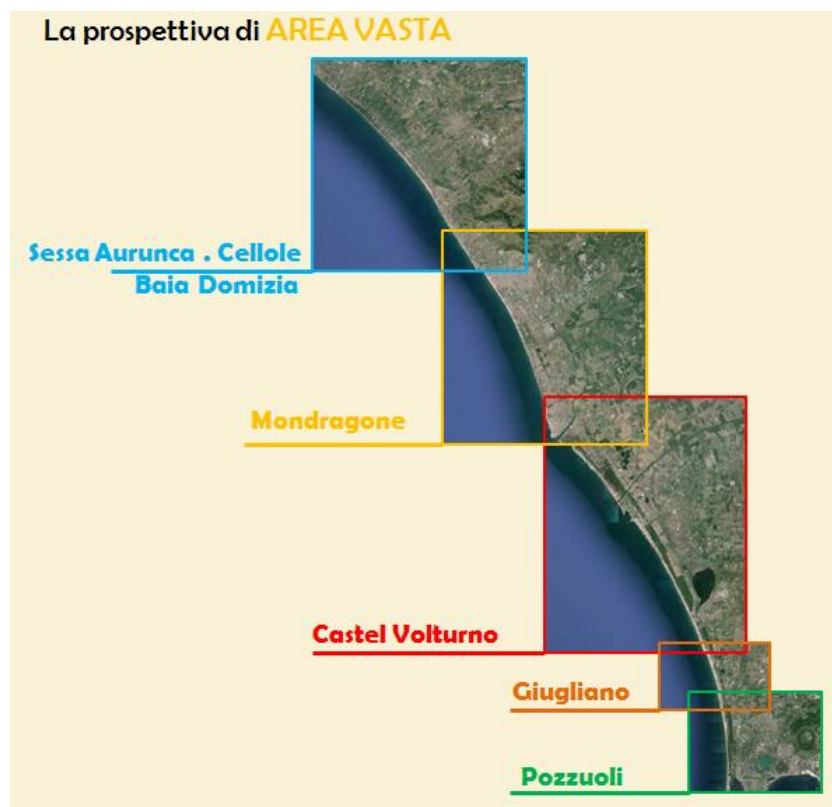 La prospettiva di AREA VASTA
Sessa Aurunca . Cellole
Baia Domizia
Mondragone
Castel Volturno
Giugliano
Pozzuoli